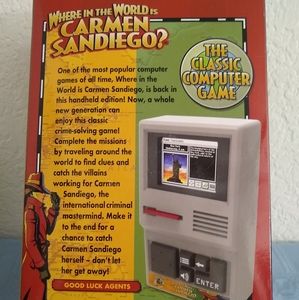 WHERE IN THE WORLD IS
CARMEN
SANDIEGO?
THE
CLASSIC
COMPUTER
GAME
One of the most popular computer
games of all time, Where in the
World is Carmen Sandiego, is back in
this handheld edition! Now, a whole
new generation can
enjoy this classic
crime-solving game!
Complete the missions
by traveling around the
world to find clues and
catch the villains
working for Carmen
Sandiego, the
international criminal
mastermind. Make it
to the end for a
chance to catch
Carmen Sandiego
herself – don't let
her get away!
GOOD LUCK AGENTS
ENTER